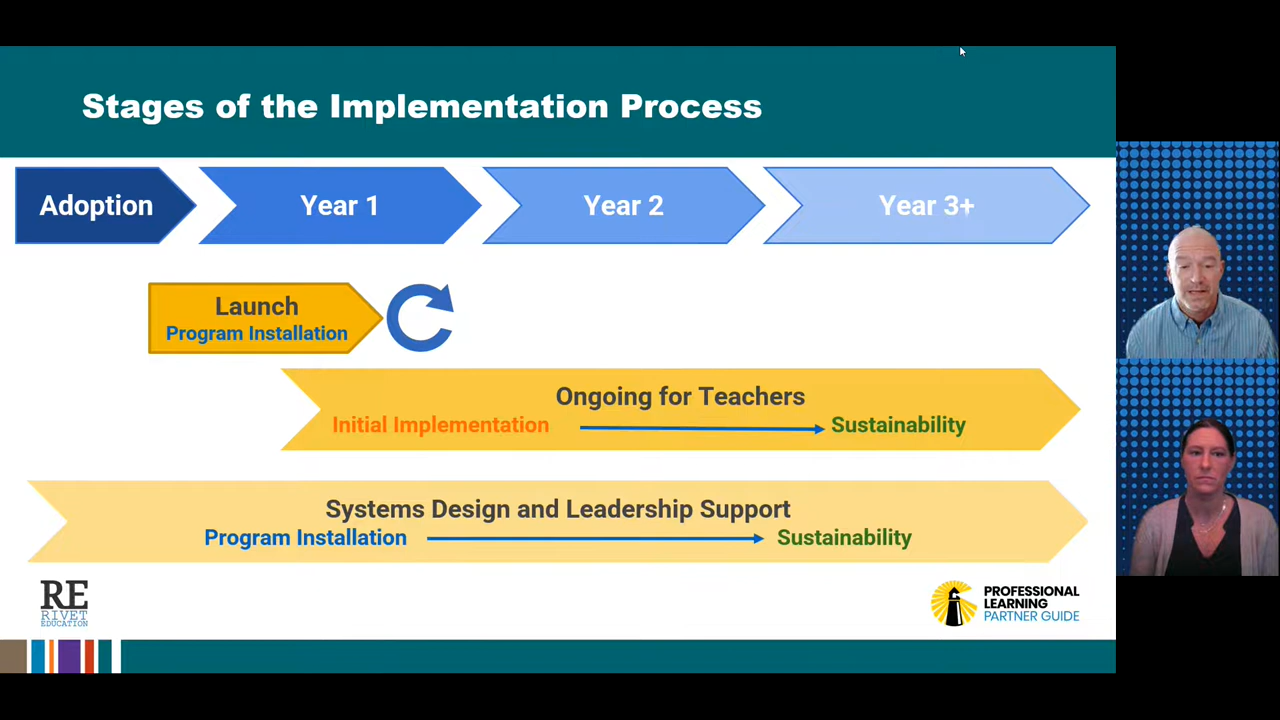 Stages of the Implementation Process
Adoption
Year 1
Year 2
Year 3+
Launch
Program Installation
Ongoing for Teachers
Initial Implementation
Sustainability
Systems Design and Leadership Support
Program Installation
Sustainability
RE
RIVET
EDUCATION
PROFESSIONAL
LEARNING
PARTNER GUIDE